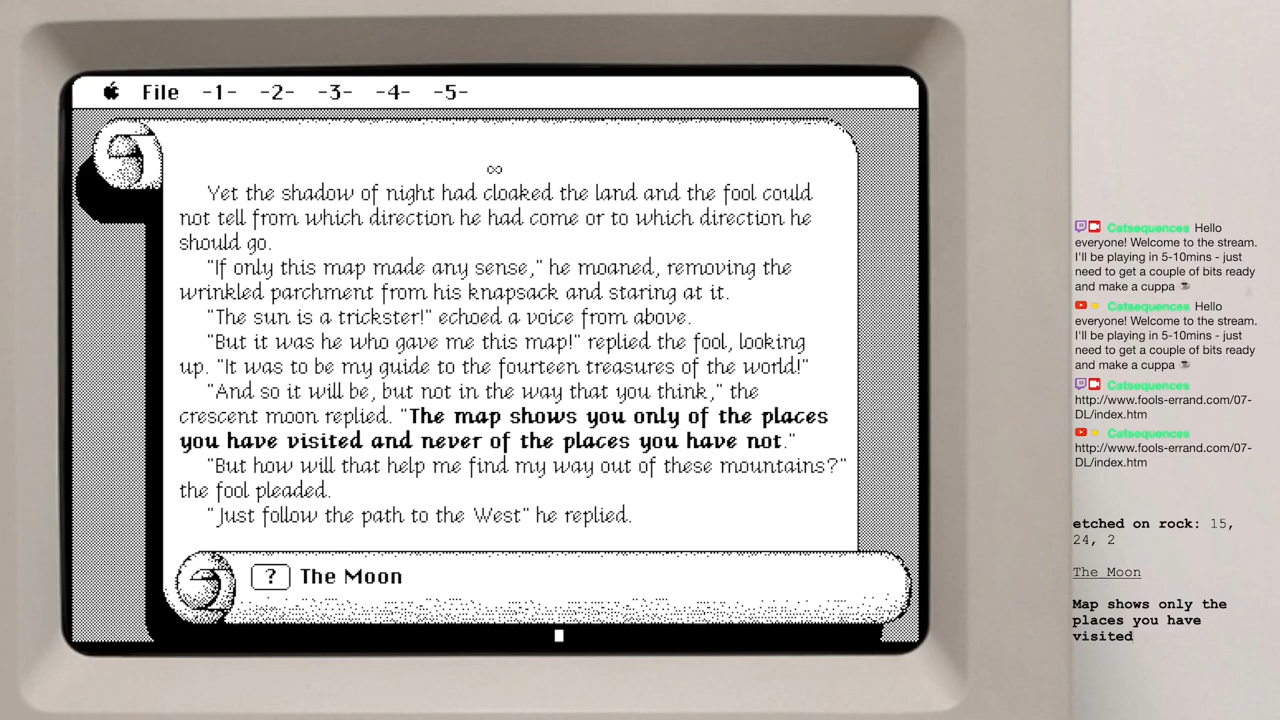 File -1- -2- -3- -4- -5-
∞
Yet the shadow of night had cloaked the land and the fool could
not tell from which direction he had come or to which direction he
should go.
"If only this map made any sense," he moaned, removing the
wrinkled parchment from his knapsack and staring at it.
"The sun is a trickster!" echoed a voice from above.
"But it was he who gave me this map!" replied the fool, looking
up. "It was to be my guide to the fourteen treasures of the world!"
"And so it will be, but not in the way that you think," the
crescent moon replied. "The map shows you only of the places
you have visited and never of the places you have not."
"But how will that help me find my way out of these mountains?"
the fool pleaded.
"Just follow the path to the West" he replied.
? The Moon
Catsequences Hello
everyone! Welcome to the stream.
I'll be playing in 5-10mins - just
need to get a couple of bits ready
and make a cuppa ☕
Catsequences Hello
everyone! Welcome to the stream.
I'll be playing in 5-10mins - just
need to get a couple of bits ready
and make a cuppa ☕
Catsequences
http://www.fools-errand.com/07-
DL/index.htm
Catsequences
http://www.fools-errand.com/07-
DL/index.htm
etched on rock: 15,
24, 2
The Moon
Map shows only the
places you have
visited